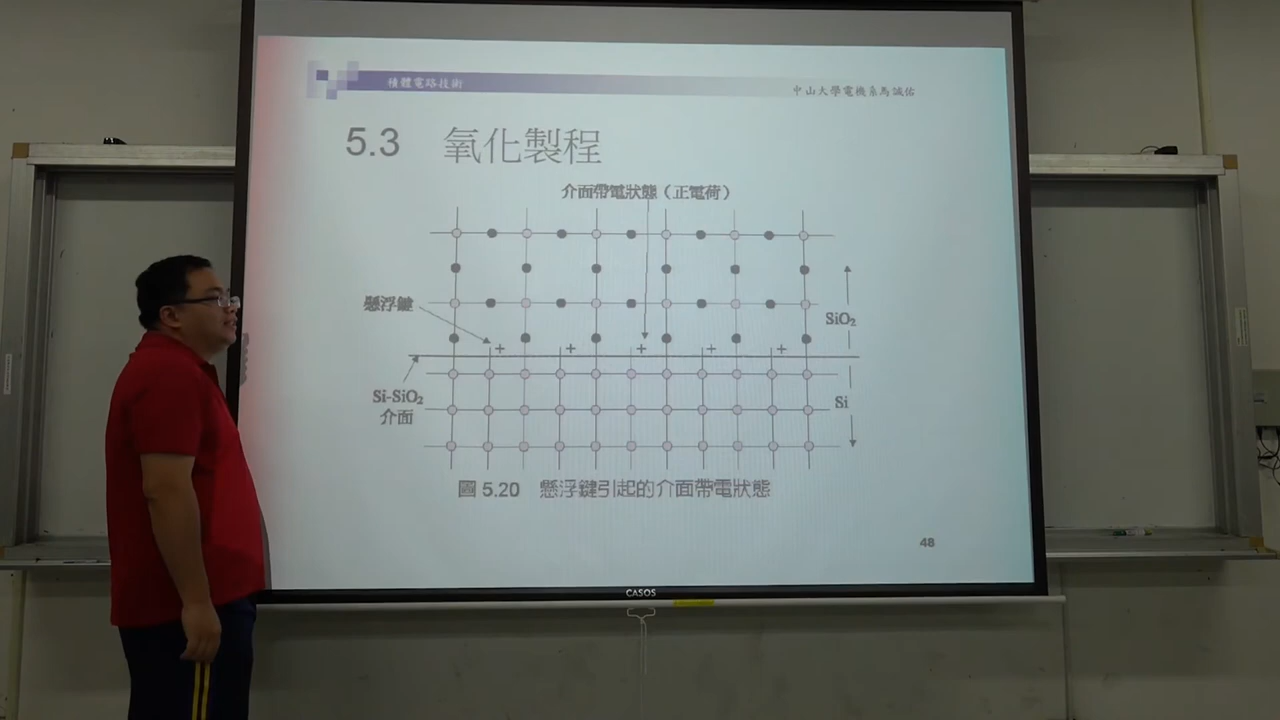 積體電路技術
中山大學電機系馬誠佑
5.3 氧化製程
介面帶電狀態（正電荷）
懸浮鍵
SiO₂
+ + + + +
Si-SiO₂
介面
Si
圖 5.20 懸浮鍵引起的介面帶電狀態
48
CASOS